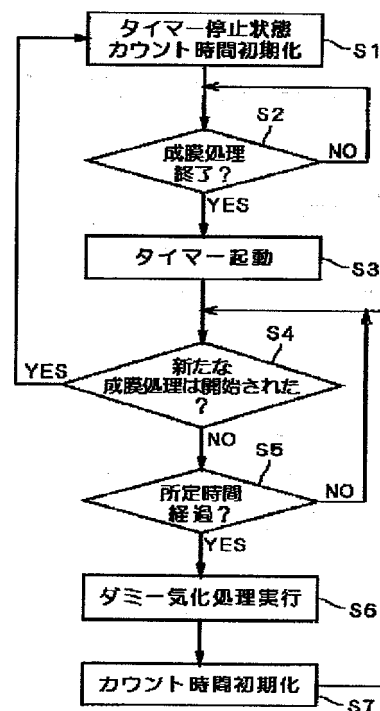 タイマー停止状態
カウント時間初期化
S1
S2
成膜処理
終了?
NO
YES
タイマー起動
S3
S4
新たな
成膜処理は開始された
?
YES
NO
S5
所定時間
経過?
NO
YES
ダミー気化処理実行
S6
カウント時間初期化
S7